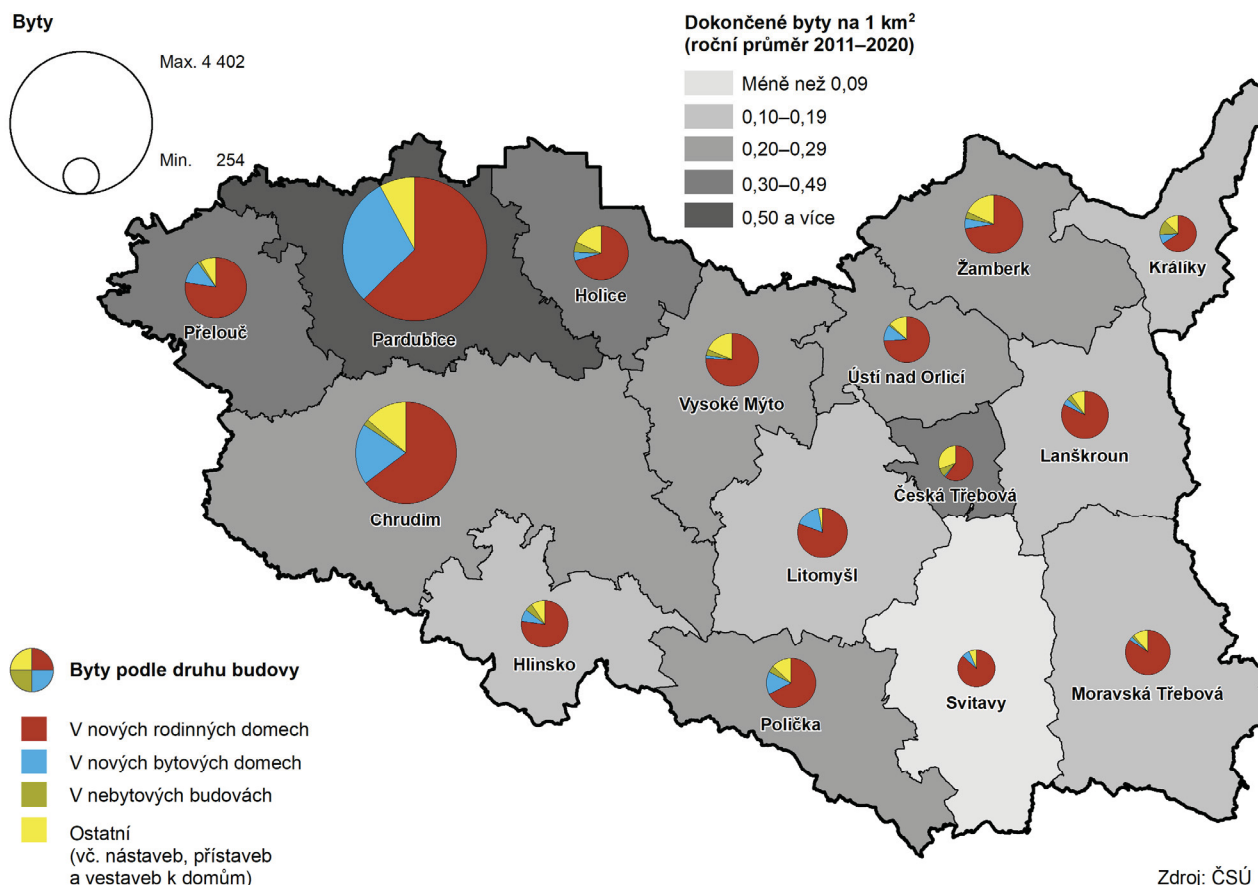 Byty
Max. 4 402
Min. 254
Dokončené byty na 1 km²
(roční průměr 2011–2020)
Méně než 0,09
0,10–0,19
0,20–0,29
0,30–0,49
0,50 a více
Králíky
Žamberk
Holice
Přelouč
Pardubice
Ústí nad Orlicí
Vysoké Mýto
Lanškroun
Česká Třebová
Chrudim
Litomyšl
Hlinsko
Moravská Třebová
Svitavy
Polička
Byty podle druhu budovy
V nových rodinných domech
V nových bytových domech
V nebytových budovách
Ostatní
(vč. nástaveb, přístaveb
a vestaveb k domům)
Zdroj: ČSÚ